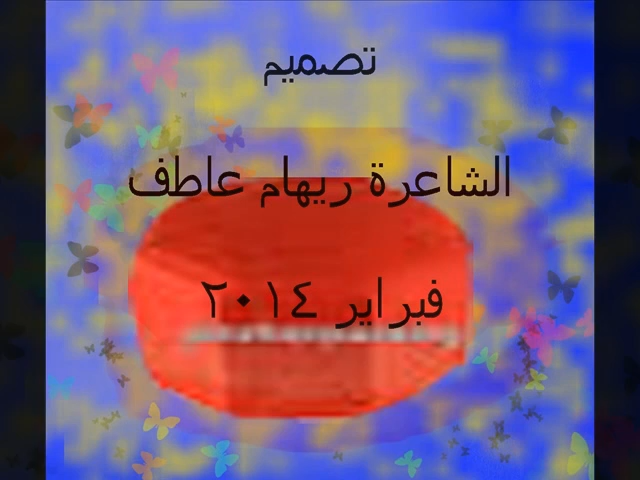 تصميم
الشاعرة ريهام عاطف
فبراير ٢٠١٤